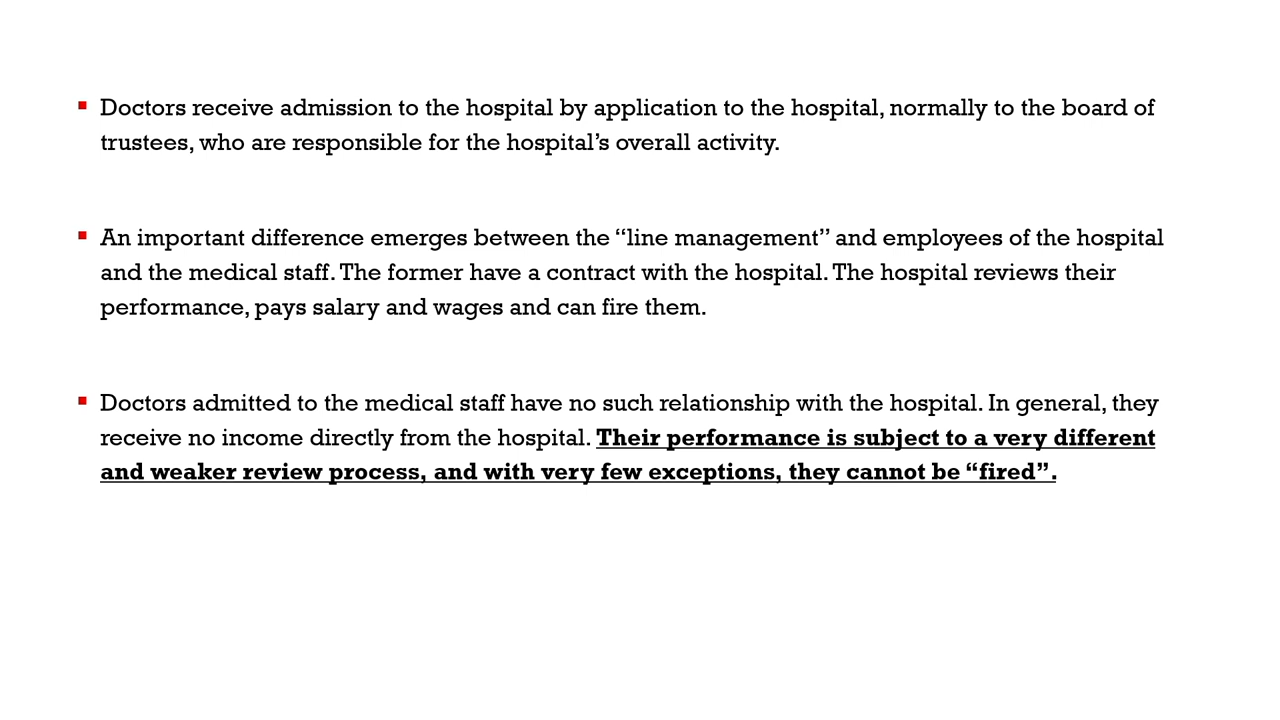 ▪ Doctors receive admission to the hospital by application to the hospital, normally to the board of
trustees, who are responsible for the hospital’s overall activity.
▪ An important difference emerges between the “line management” and employees of the hospital
and the medical staff. The former have a contract with the hospital. The hospital reviews their
performance, pays salary and wages and can fire them.
▪ Doctors admitted to the medical staff have no such relationship with the hospital. In general, they
receive no income directly from the hospital. Their performance is subject to a very different
and weaker review process, and with very few exceptions, they cannot be “fired”.